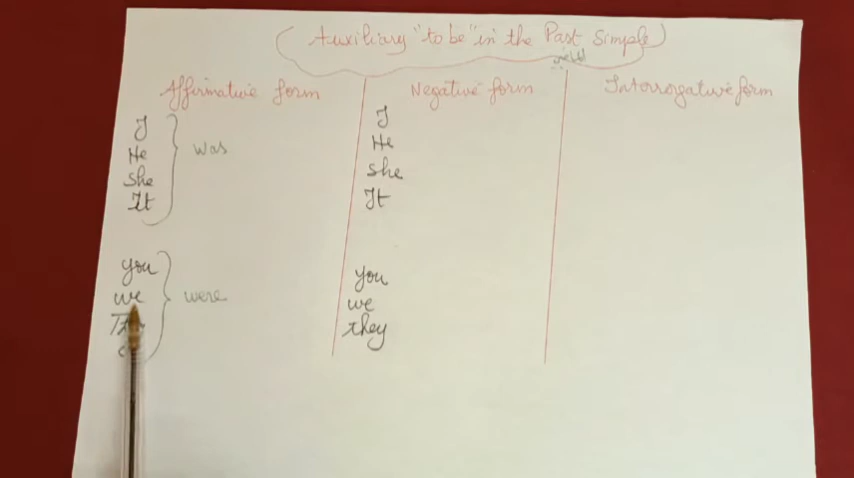 Auxiliary "to be" in the Past Simple
Affirmative form
I
He
she
It
was
you
we
were
Negative form
I
He
she
It
you
we
they
Interrogative form